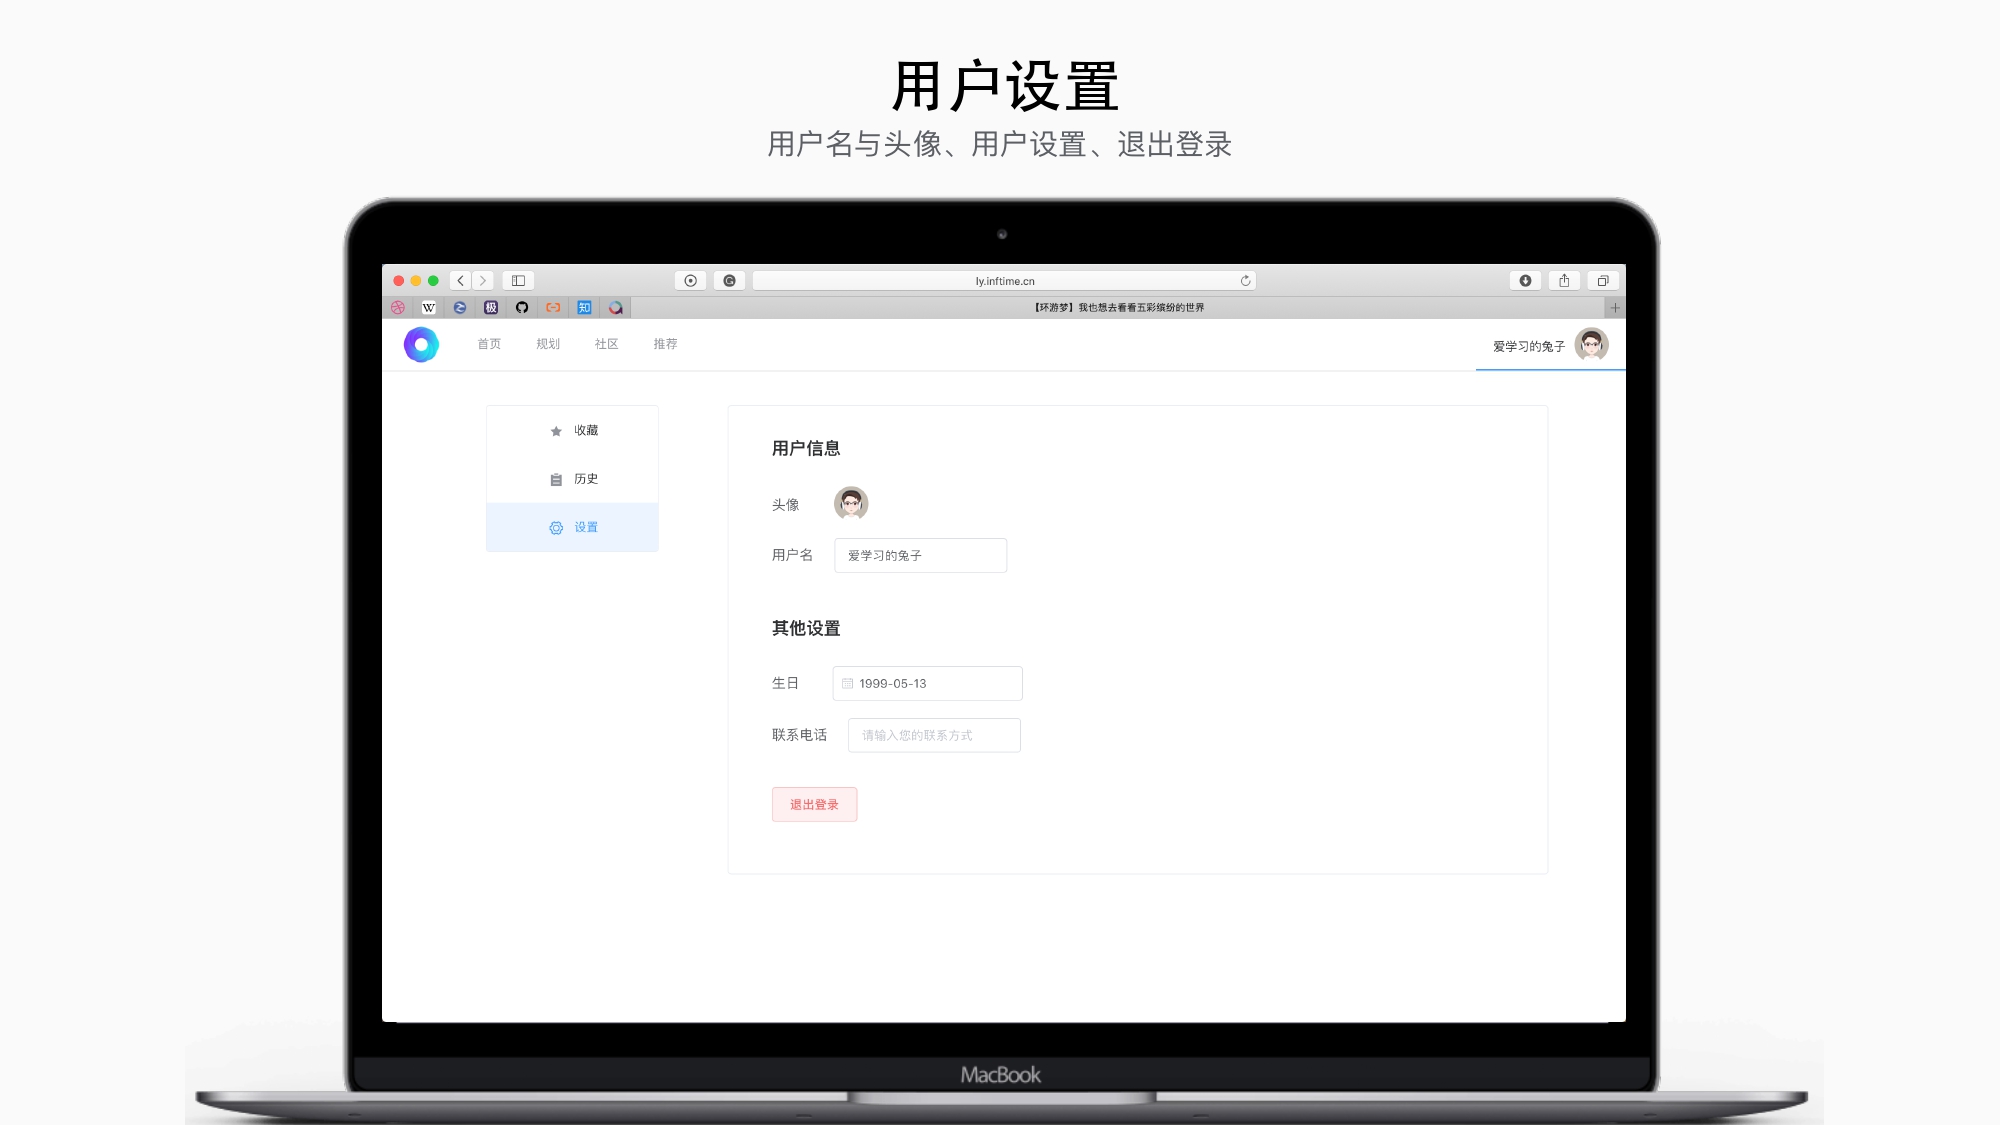 用户设置
用户名与头像、用户设置、退出登录
ly.inftime.cn
W
极
知
【环游梦】我也想去看看五彩缤纷的世界
首页 规划 社区 推荐
爱学习的兔子
收藏
历史
设置
用户信息
头像
用户名 爱学习的兔子
其他设置
生日 1999-05-13
联系电话 请输入您的联系方式
退出登录
MacBook